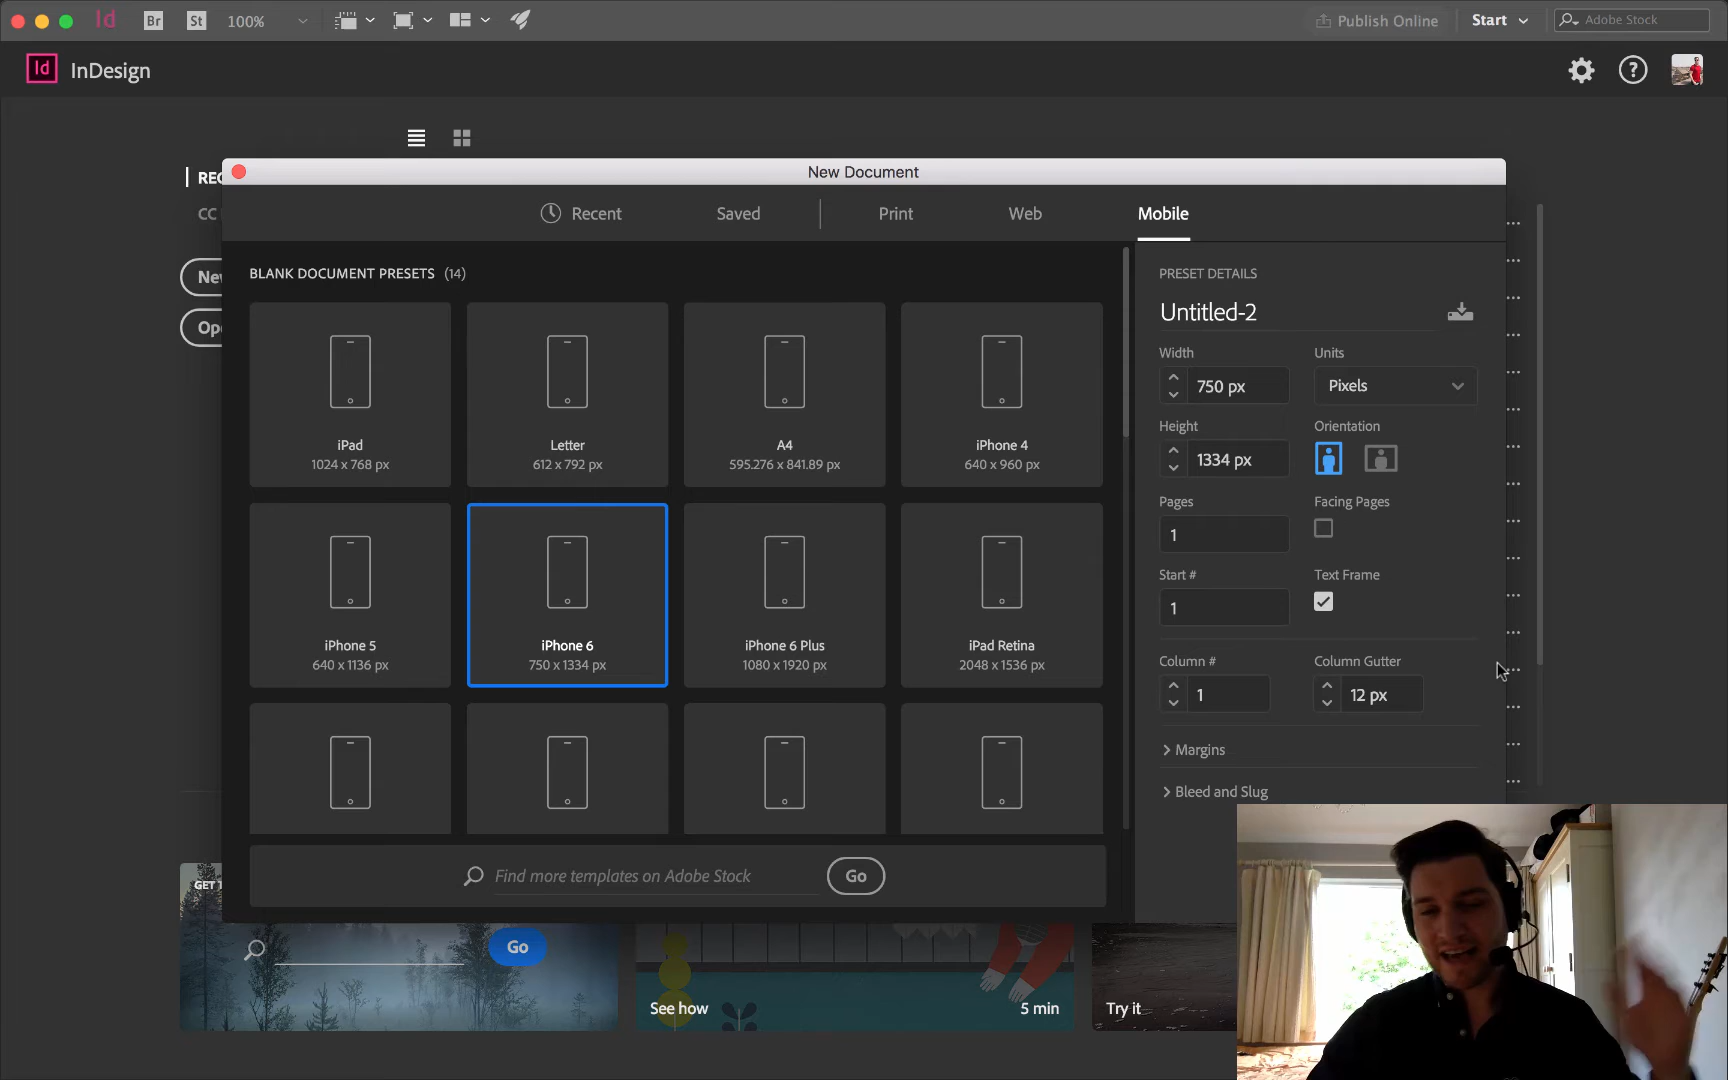 Id Br St 100% Publish Online Start Adobe Stock
Id InDesign
New Document
Recent Saved Print Web Mobile
BLANK DOCUMENT PRESETS (14)
iPad
1024 x 768 px
Letter
612 x 792 px
A4
595.276 x 841.89 px
iPhone 4
640 x 960 px
iPhone 5
640 x 1136 px
iPhone 6
750 x 1334 px
iPhone 6 Plus
1080 x 1920 px
iPad Retina
2048 x 1536 px
Find more templates on Adobe Stock Go
PRESET DETAILS
Untitled-2
Width Units
750 px Pixels
Height Orientation
1334 px
Pages Facing Pages
1
Start # Text Frame
1
Column # Column Gutter
1 12 px
Margins
Bleed and Slug
CC
GET
Go
See how 5 min
Try it